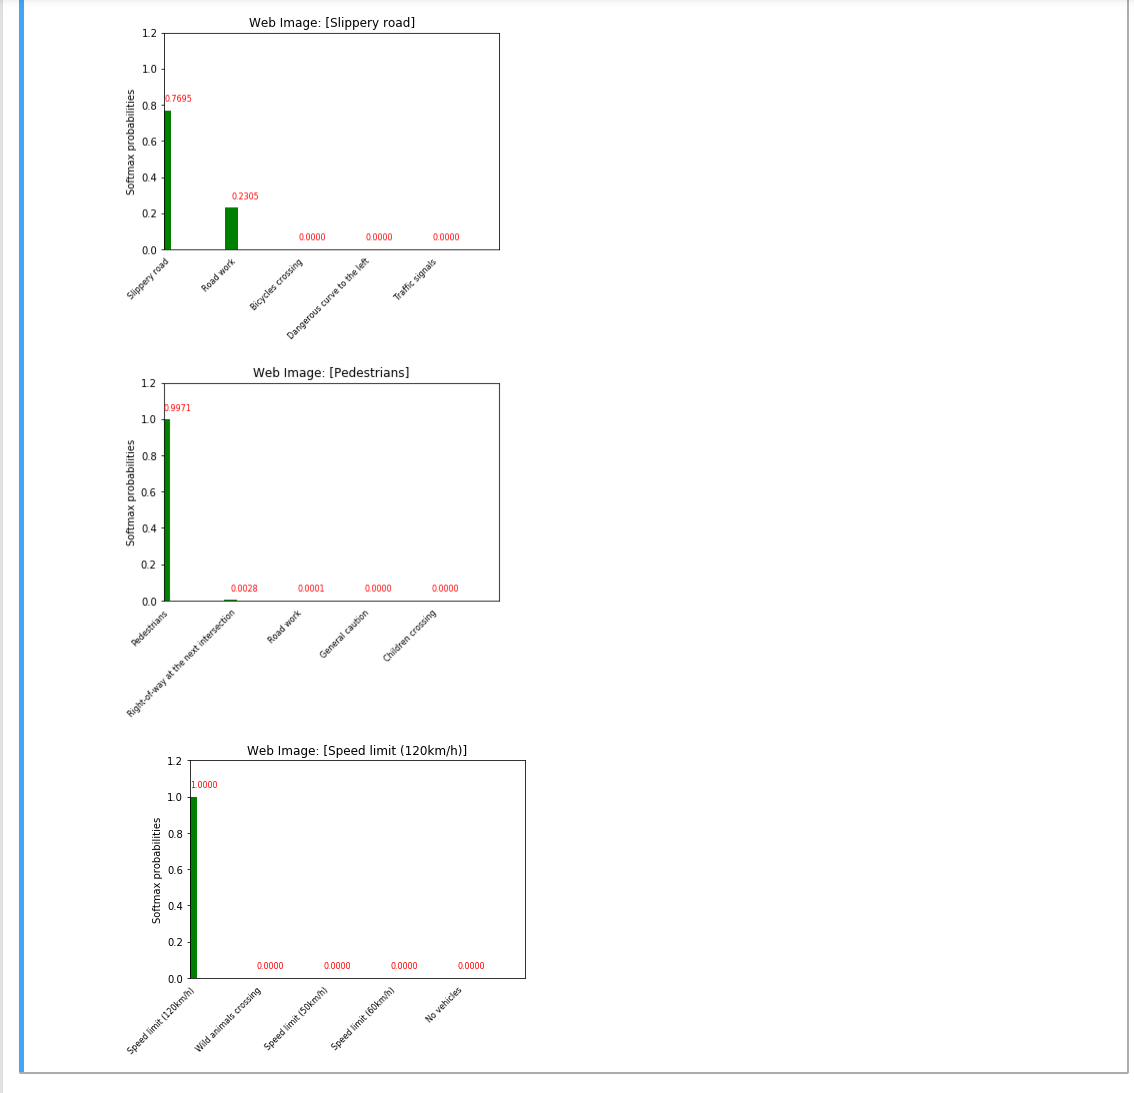 Web Image: [Slippery road]
1.2
1.0
0.8
0.6
0.4
0.2
0.0
Softmax probabilities
0.7695
0.2305
0.0000
0.0000
0.0000
Slippery road
Road work
Bicycles crossing
Dangerous curve to the left
Traffic signals
Web Image: [Pedestrians]
1.2
1.0
0.8
0.6
0.4
0.2
0.0
Softmax probabilities
0.9971
0.0028
0.0001
0.0000
0.0000
Pedestrians
Right-of-way at the next intersection
Road work
General caution
Children crossing
Web Image: [Speed limit (120km/h)]
1.2
1.0
0.8
0.6
0.4
0.2
0.0
Softmax probabilities
1.0000
0.0000
0.0000
0.0000
0.0000
Speed limit (120km/h)
Wild animals crossing
Speed limit (50km/h)
Speed limit (60km/h)
No vehicles